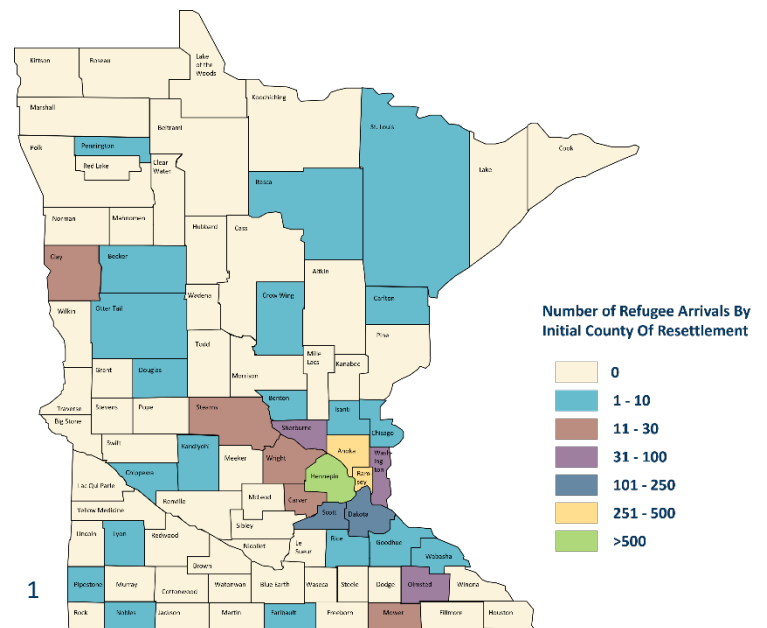 Kittson
Roseau
Lake
of the
Woods
Koochiching
Marshall
Beltrami
St. Louis
Polk
Pennington
Red Lake
Clear
Water
Cook
Lake
Itasca
Norman
Mahnomen
Hubbard
Cass
Clay
Becker
Aitkin
Wadena
Crow Wing
Carlton
Wilkin
Otter Tail
Pine
Todd
Mille
Lacs
Kanabec
Grant
Douglas
Morrison
Traverse
Stevens
Pope
Stearns
Benton
Isanti
Big Stone
Sherburne
Chisago
Swift
Kandiyohi
Anoka
Wash-
ing
ton
Meeker
Wright
Chippewa
Hennepin
Ram
sey
Lac Qui Parle
McLeod
Carver
Renville
Yellow Medicine
Scott
Dakota
Sibley
Lincoln
Lyon
Redwood
Nicollet
Le
Sueur
Rice
Goodhue
Wabasha
Brown
Pipestone
Murray
Cottonwood
Watonwan
Blue Earth
Waseca
Steele
Dodge
Olmsted
Winona
Rock
Nobles
Jackson
Martin
Faribault
Freeborn
Mower
Fillmore
Houston
Number of Refugee Arrivals By
Initial County Of Resettlement
0
1 - 10
11 - 30
31 - 100
101 - 250
251 - 500
>500
1